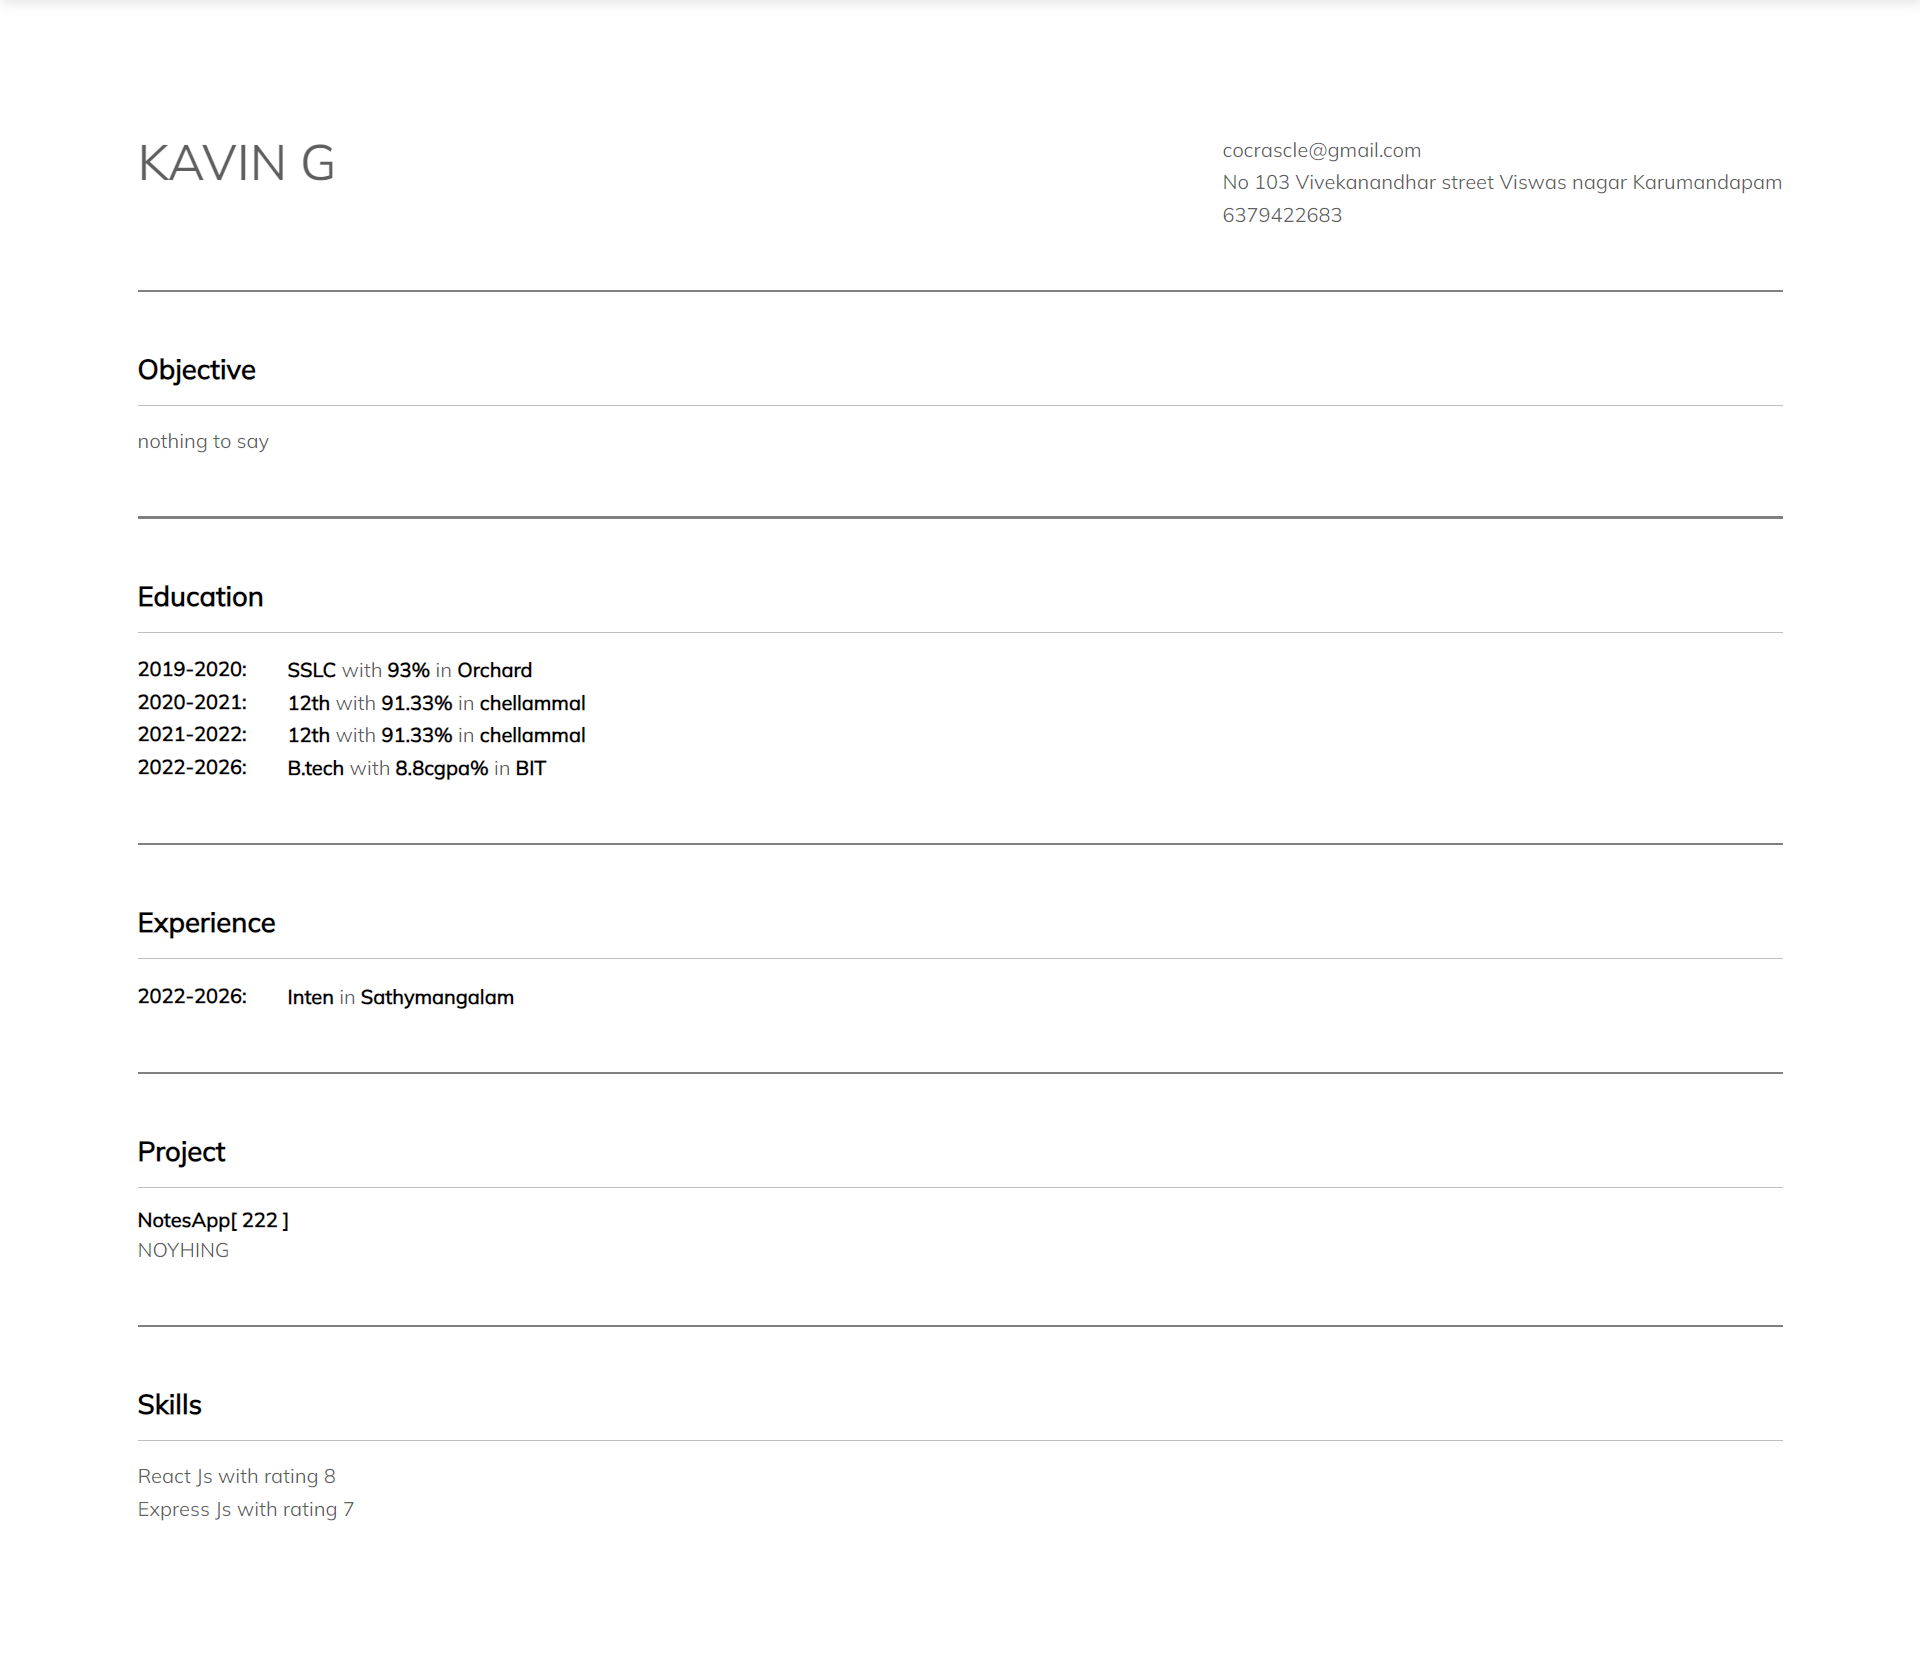 KAVIN G
cocrascle@gmail.com
No 103 Vivekanandhar street Viswas nagar Karumandapam
6379422683
Objective
nothing to say
Education
2019-2020: SSLC with 93% in Orchard
2020-2021: 12th with 91.33% in chellammal
2021-2022: 12th with 91.33% in chellammal
2022-2026: B.tech with 8.8cgpa% in BIT
Experience
2022-2026: Inten in Sathymangalam
Project
NotesApp[ 222 ]
NOYHING
Skills
React Js with rating 8
Express Js with rating 7